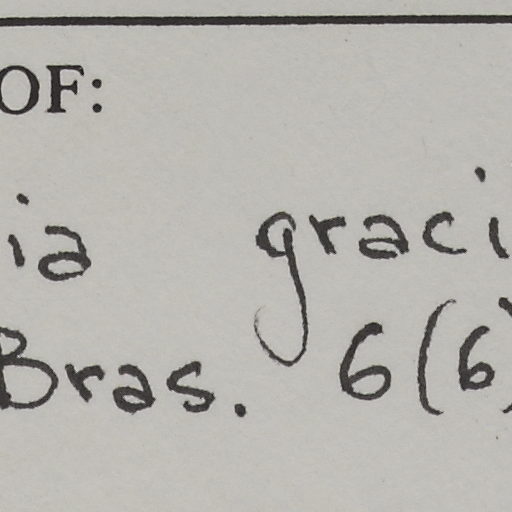 OF:
ia graci
Bras. 6(6)